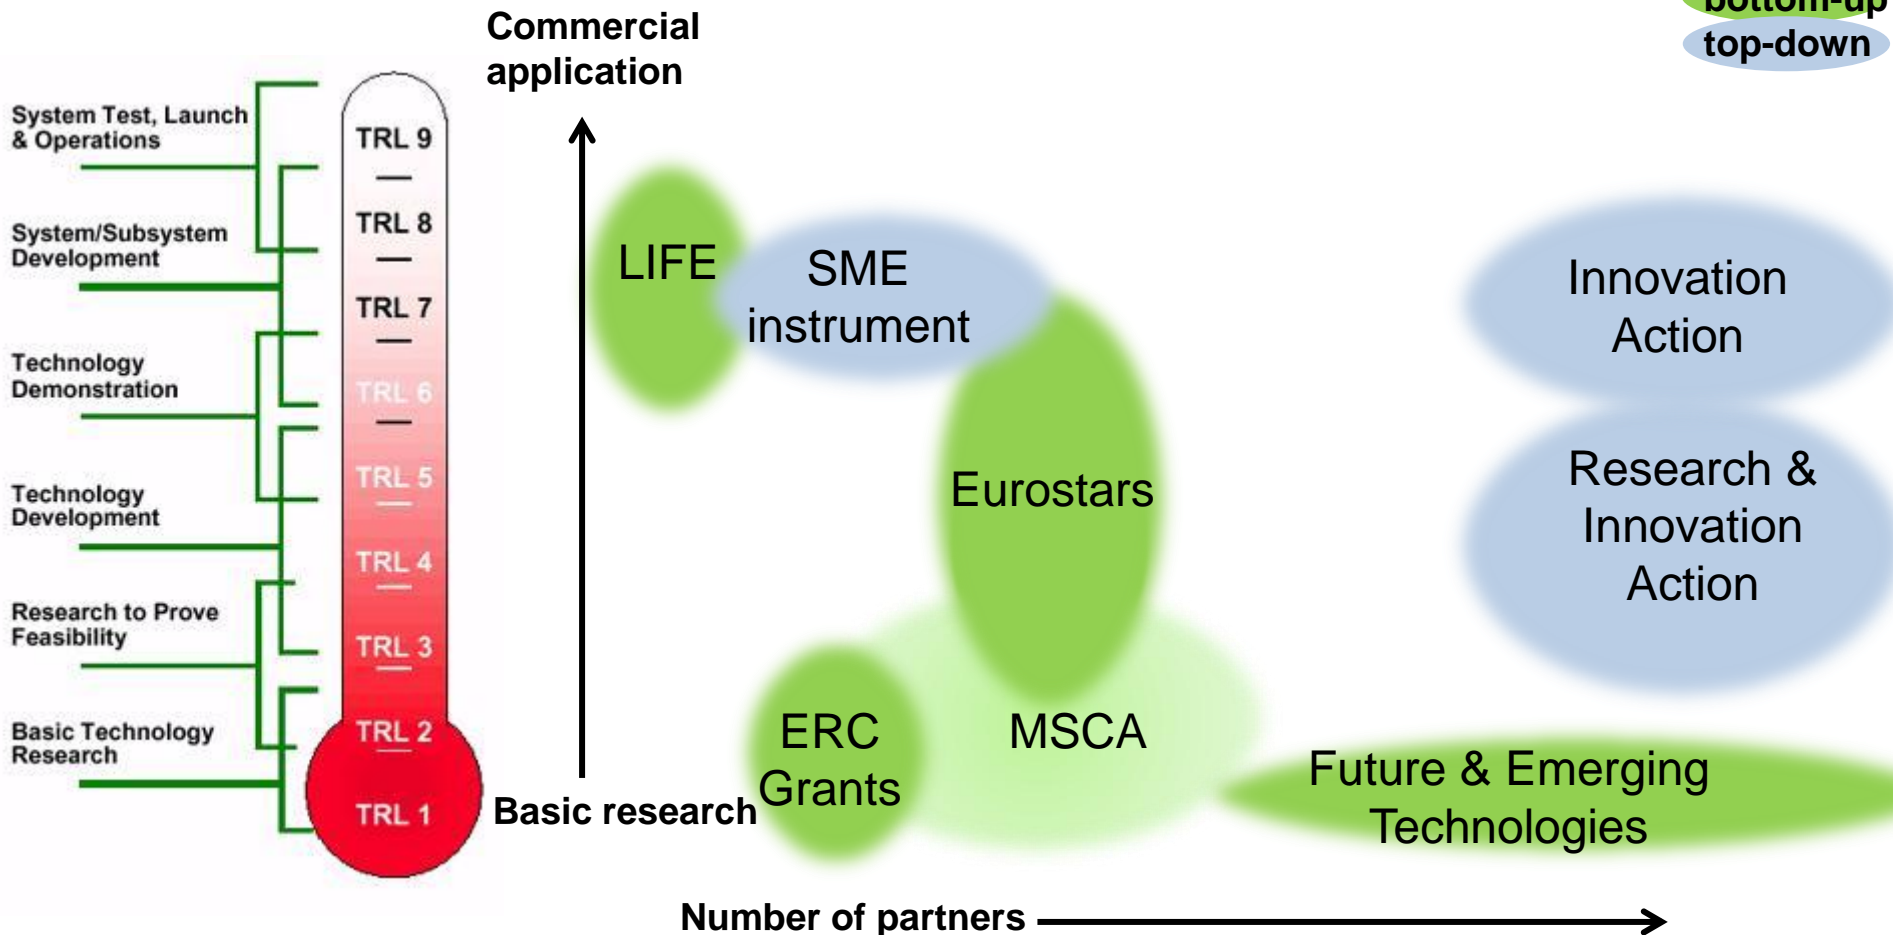 Commercial
application
bottom-up
top-down
System Test, Launch
& Operations
System/Subsystem
Development
Technology
Demonstration
Technology
Development
Research to Prove
Feasibility
Basic Technology
Research
TRL 9
TRL 8
TRL 7
TRL 6
TRL 5
TRL 4
TRL 3
TRL 2
TRL 1
LIFE
SME
instrument
Innovation
Action
Eurostars
Research &
Innovation
Action
ERC
Grants
MSCA
Future & Emerging
Technologies
Basic research
Number of partners